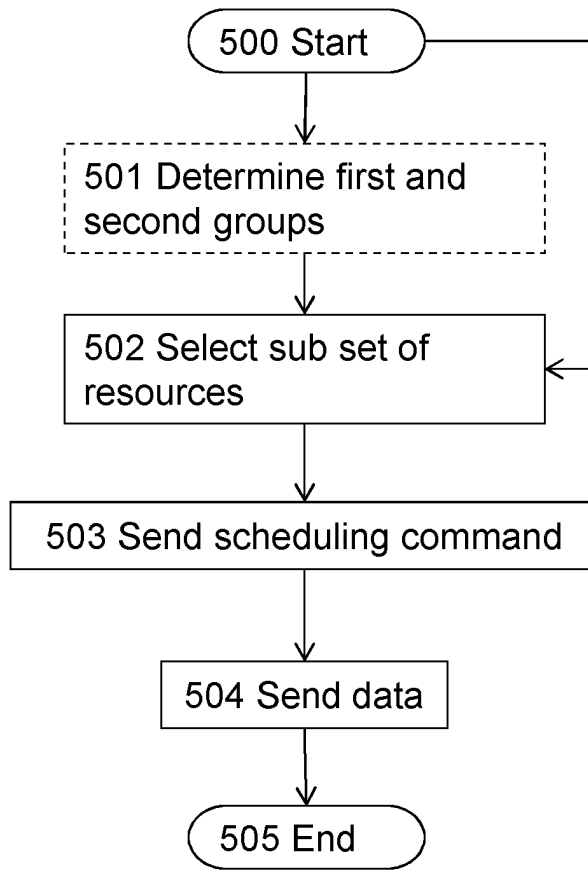 500 Start
501 Determine first and
second groups
502 Select sub set of
resources
503 Send scheduling command
504 Send data
505 End